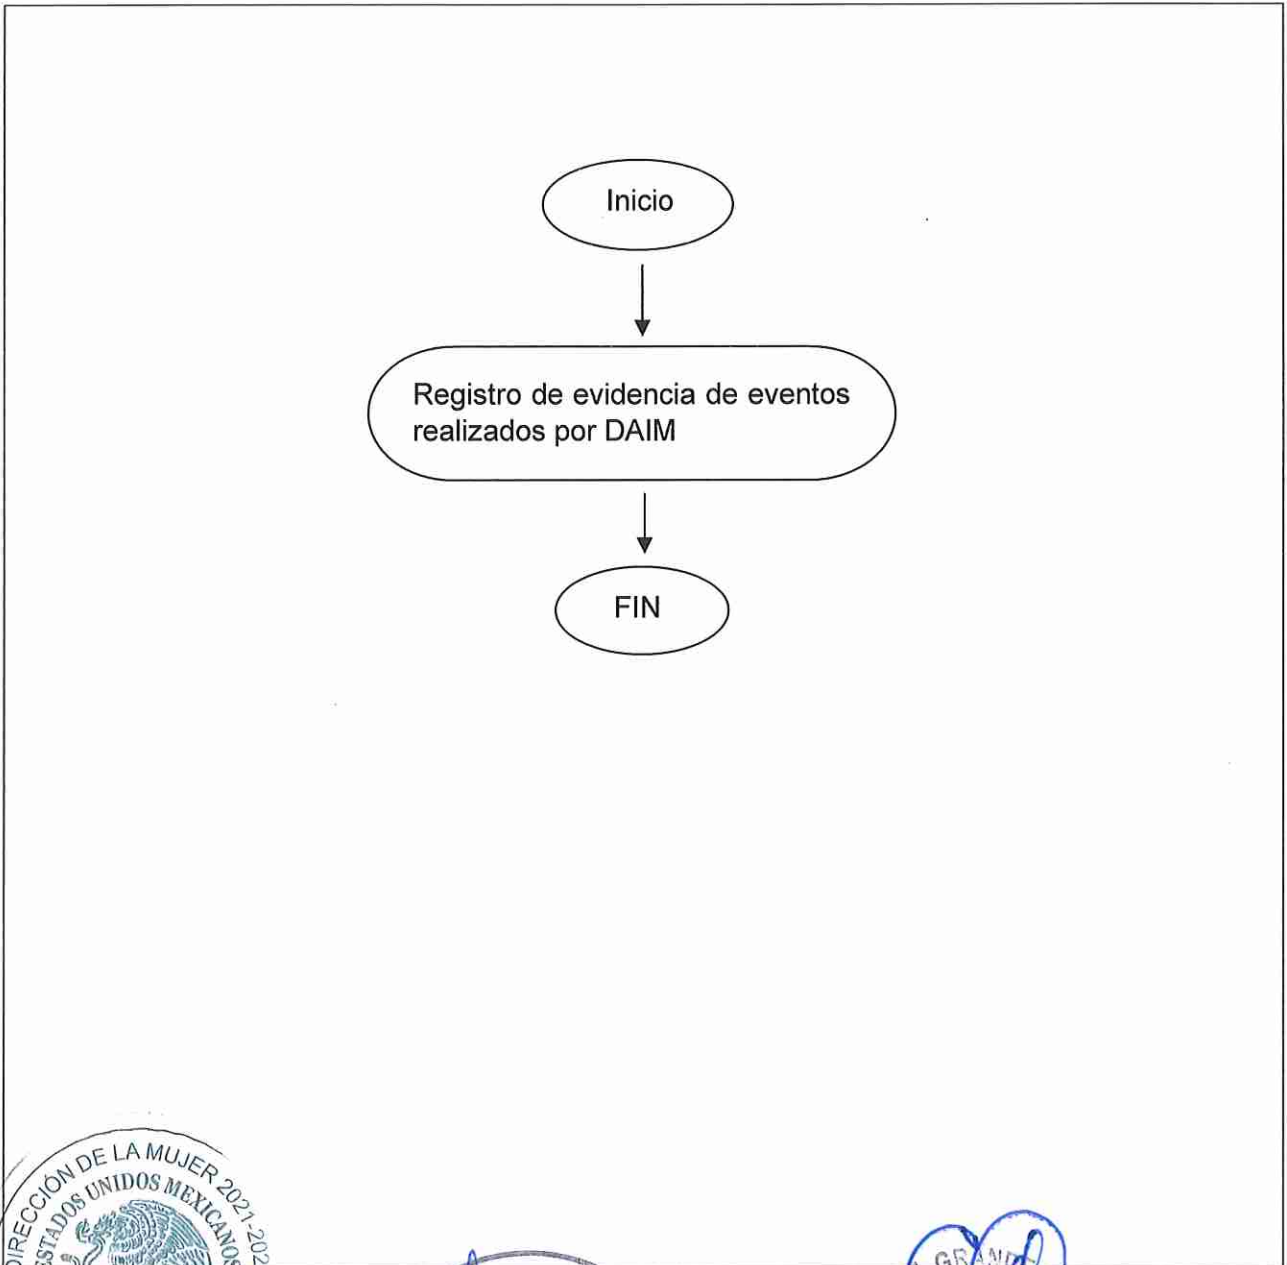 Inicio
Registro de evidencia de eventos
realizados por DAIM
FIN
DIRECCIÓN DE LA MUJER 2021-202
ESTADOS UNIDOS MEXICANOS
GRANDE